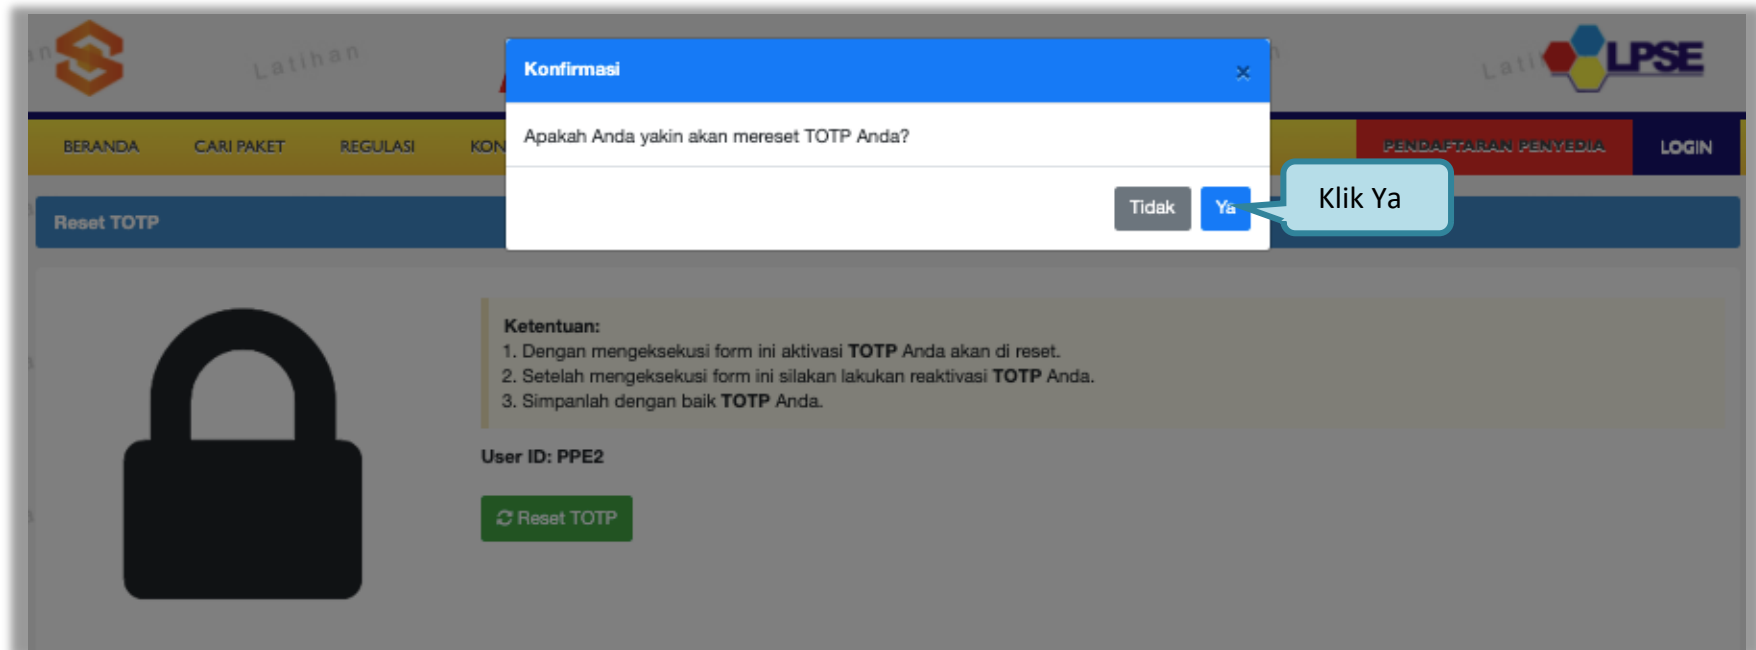 Latihan
LPSE
Konfirmasi
×
Apakah Anda yakin akan mereset TOTP Anda?
Tidak
Ya
Klik Ya
BERANDA
CARI PAKET
REGULASI
KON
PENDAFTARAN PENYEDIA
LOGIN
Reset TOTP
Ketentuan:
1. Dengan mengeksekusi form ini aktivasi TOTP Anda akan di reset.
2. Setelah mengeksekusi form ini silakan lakukan reaktivasi TOTP Anda.
3. Simpanlah dengan baik TOTP Anda.
User ID: PPE2
Reset TOTP